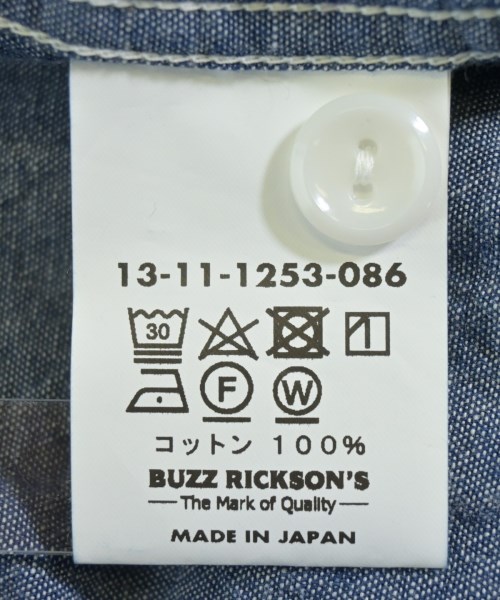 13-11-1253-086
30
F W
コットン 100%
BUZZ RICKSON'S
The Mark of Quality
MADE IN JAPAN